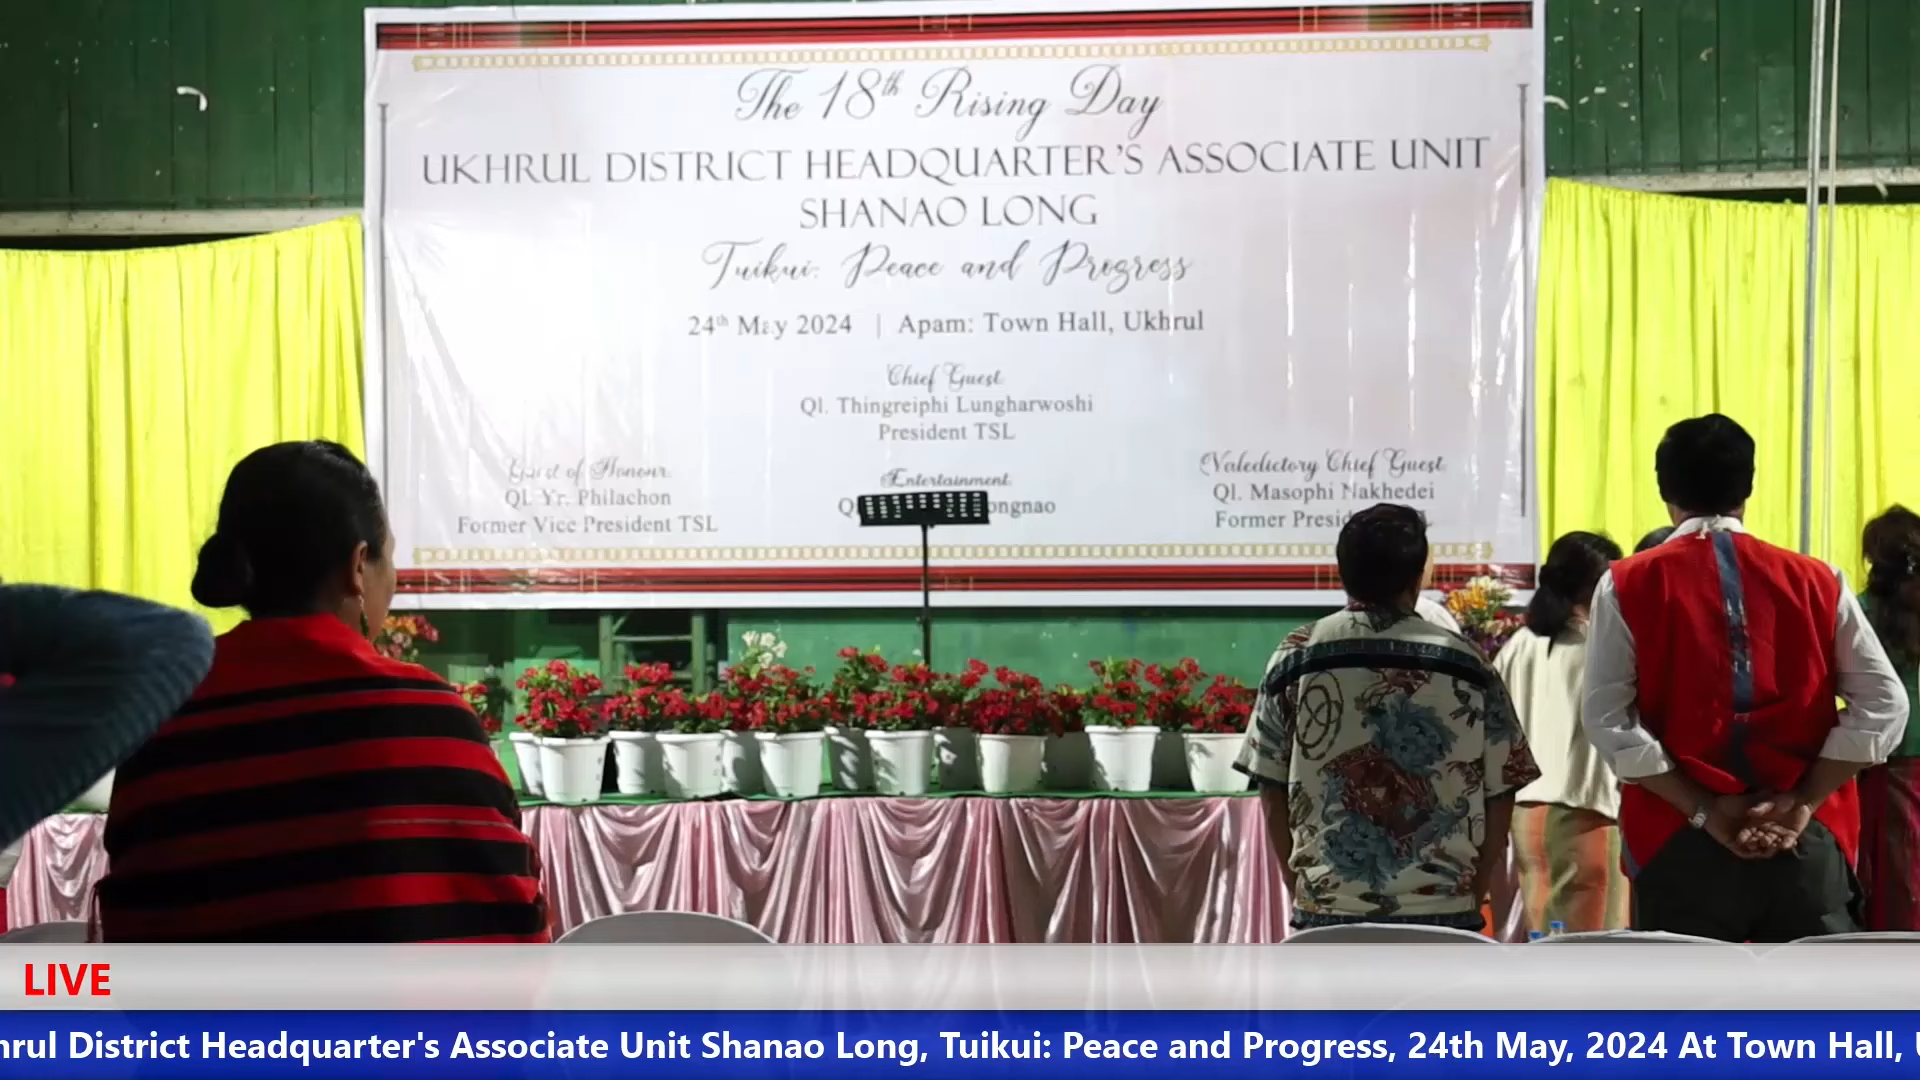 The 18th Rising Day
UKHRUL DISTRICT HEADQUARTER'S ASSOCIATE UNIT
SHANAO LONG
Tuikui: Peace and Progress
24th May 2024 | Apam: Town Hall, Ukhrul
Chief Guest
Ql. Thingreiphi Lungharwoshi
President TSL
Guest of Honour
Ql. Yr. Philachon
Former Vice President TSL
Entertainment
Valedictory Chief Guest
Ql. Masophi Nakhedei
Former
LIVE
District Headquarter's Associate Unit Shanao Long, Tuikui: Peace and Progress, 24th May, 2024 At Town Hall,